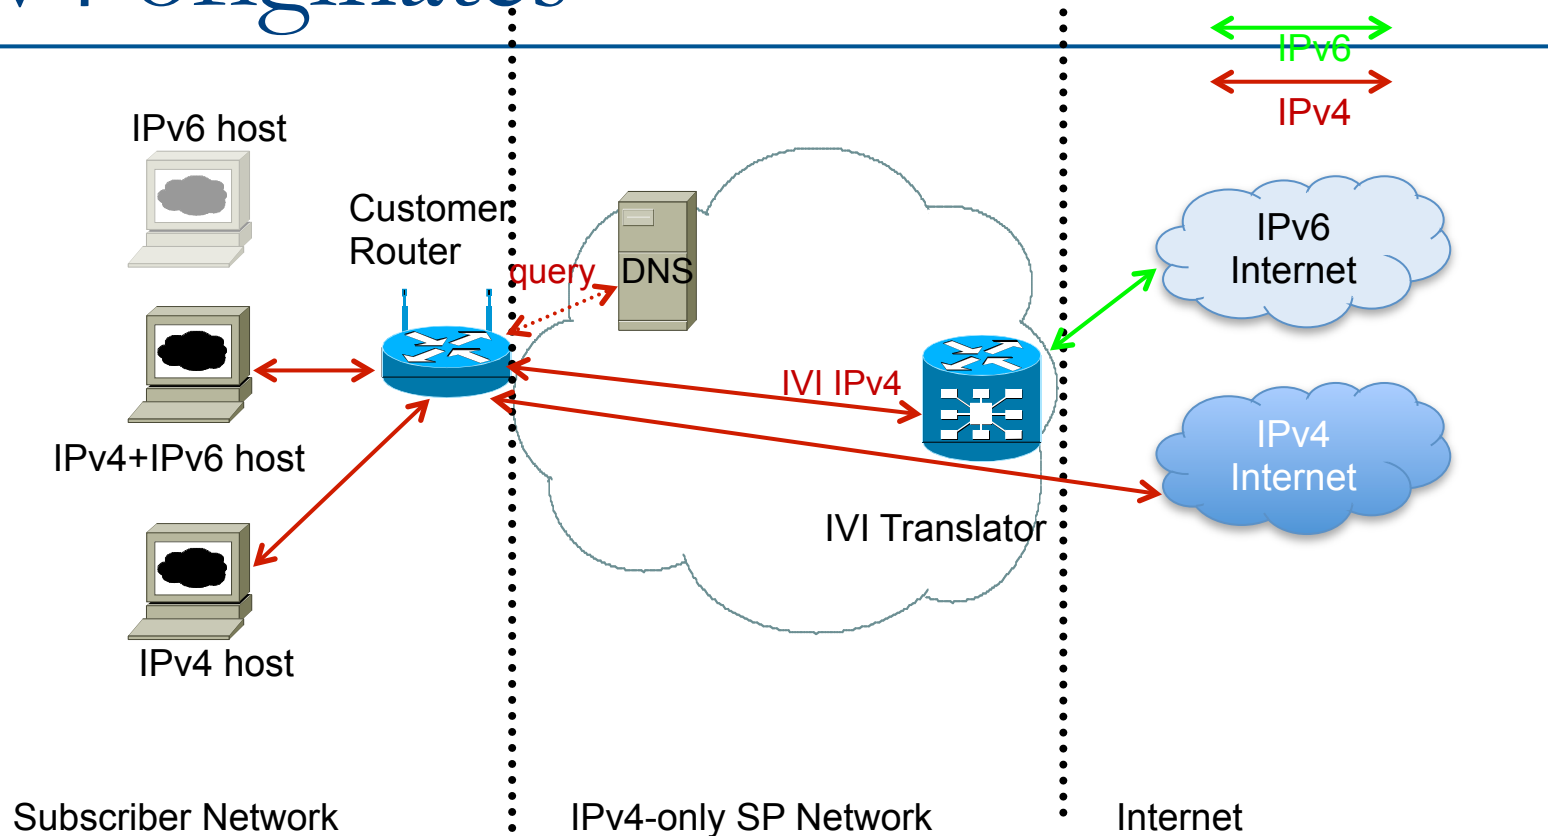 originates
IPv6
IPv4
IPv6 host
Customer
Router
query
DNS
IPv6
Internet
IVI IPv4
IPv4+IPv6 host
IPv4
Internet
IVI Translator
IPv4 host
Subscriber Network
IPv4-only SP Network
Internet